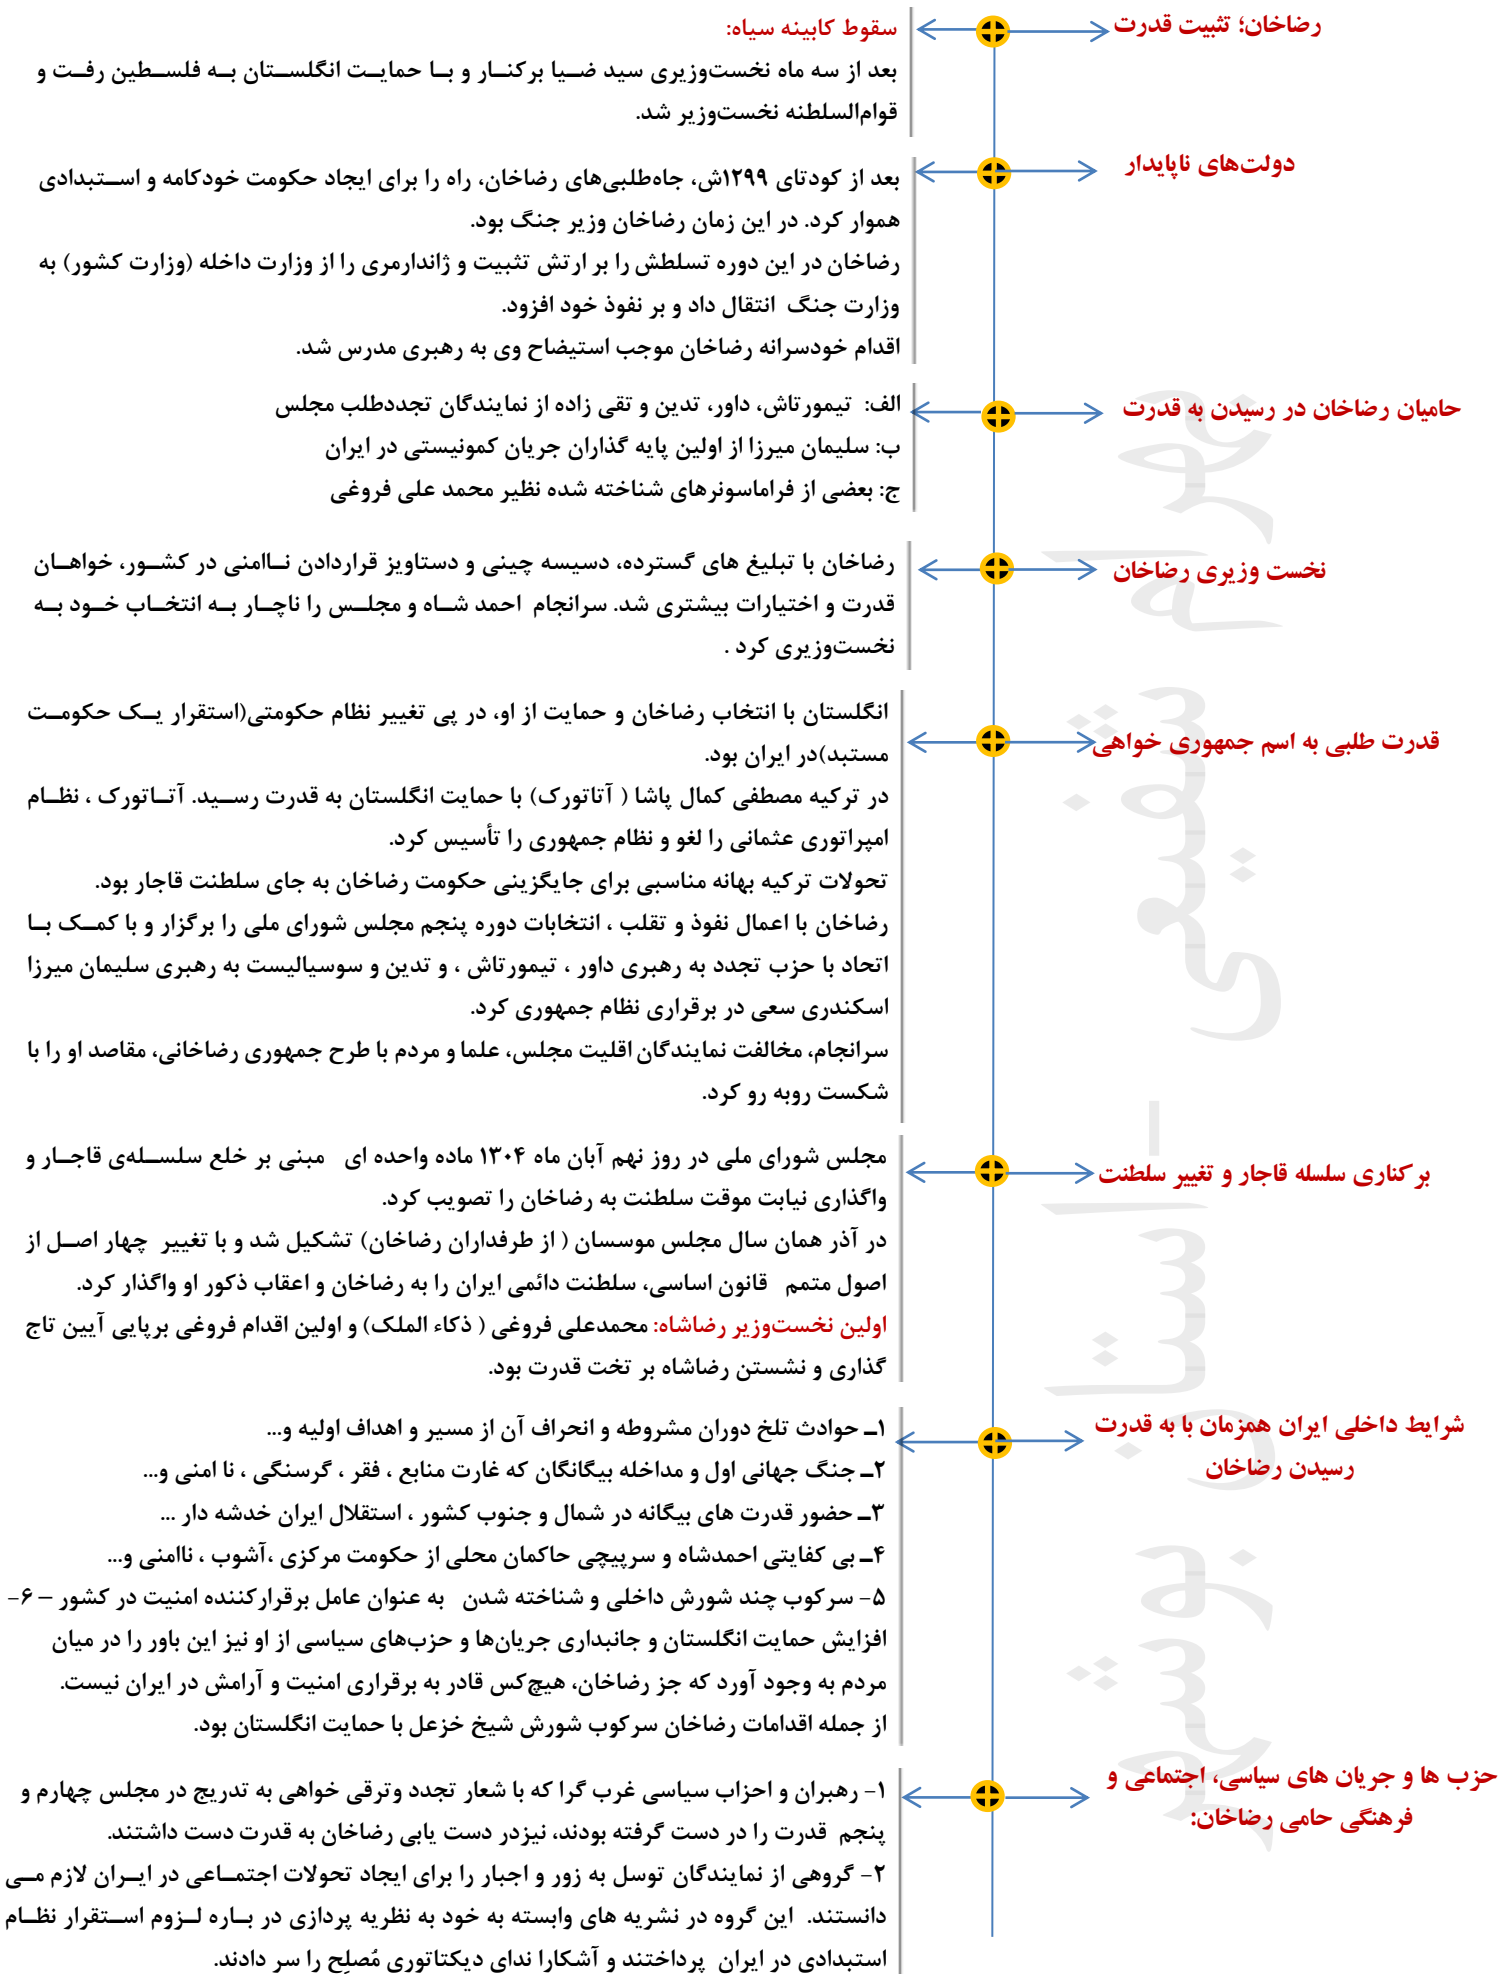 رضاخان؛ تثبیت قدرت
سقوط کابینه سیاه:
بعد از سه ماه نخست‌وزیری سید ضیا برکنار و با حمایت انگلستان به فلسطین رفت و
قوام‌السلطنه نخست‌وزیر شد.
دولت‌های ناپایدار
بعد از کودتای ۱۲۹۹ش، جاه‌طلبی‌های رضاخان، راه را برای ایجاد حکومت خودکامه و استبدادی
هموار کرد. در این زمان رضاخان وزیر جنگ بود.
رضاخان در این دوره تسلطش را بر ارتش تثبیت و ژاندارمری را از وزارت داخله (وزارت کشور) به
وزارت جنگ انتقال داد و بر نفوذ خود افزود.
اقدام خودسرانه رضاخان موجب استیضاح وی به رهبری مدرس شد.
حامیان رضاخان در رسیدن به قدرت
الف: تیمورتاش، داور، تدین و تقی زاده از نمایندگان تجددطلب مجلس
ب: سلیمان میرزا از اولین پایه گذاران جریان کمونیستی در ایران
ج: بعضی از فراماسونرهای شناخته شده نظیر محمد علی فروغی
نخست وزیری رضاخان
رضاخان با تبلیغ های گسترده، دسیسه چینی و دستاویز قراردادن ناامنی در کشور، خواهان
قدرت و اختیارات بیشتری شد. سرانجام احمد شاه و مجلس را ناچار به انتخاب خود به
نخست‌وزیری کرد .
قدرت طلبی به اسم جمهوری خواهی
انگلستان با انتخاب رضاخان و حمایت از او، در پی تغییر نظام حکومتی(استقرار یک حکومت
مستبد)در ایران بود.
در ترکیه مصطفی کمال پاشا ( آتاتورک) با حمایت انگلستان به قدرت رسید. آتاتورک ، نظام
امپراتوری عثمانی را لغو و نظام جمهوری را تأسیس کرد.
تحولات ترکیه بهانه مناسبی برای جایگزینی حکومت رضاخان به جای سلطنت قاجار بود.
رضاخان با اعمال نفوذ و تقلب ، انتخابات دوره پنجم مجلس شورای ملی را برگزار و با کمک با
اتحاد با حزب تجدد به رهبری داور ، تیمورتاش ، و تدین و سوسیالیست به رهبری سلیمان میرزا
اسکندری سعی در برقراری نظام جمهوری کرد.
سرانجام، مخالفت نمایندگان اقلیت مجلس، علما و مردم با طرح جمهوری رضاخانی، مقاصد او را با
شکست روبه رو کرد.
برکناری سلسله قاجار و تغییر سلطنت
مجلس شورای ملی در روز نهم آبان ماه ۱۳۰۴ ماده واحده ای مبنی بر خلع سلسله‌ی قاجار و
واگذاری نیابت موقت سلطنت به رضاخان را تصویب کرد.
در آذر همان سال مجلس موسسان ( از طرفداران رضاخان) تشکیل شد و با تغییر چهار اصل از
اصول متمم قانون اساسی، سلطنت دائمی ایران را به رضاخان و اعقاب ذکور او واگذار کرد.
اولین نخست‌وزیر رضاشاه: محمدعلی فروغی ( ذکاء الملک) و اولین اقدام فروغی برپایی آیین تاج
گذاری و نشستن رضاشاه بر تخت قدرت بود.
شرایط داخلی ایران همزمان با به قدرت
رسیدن رضاخان
۱ـ حوادث تلخ دوران مشروطه و انحراف آن از مسیر و اهداف اولیه و...
۲ـ جنگ جهانی اول و مداخله بیگانگان که غارت منابع ، فقر ، گرسنگی ، نا امنی و...
۳ـ حضور قدرت های بیگانه در شمال و جنوب کشور ، استقلال ایران خدشه دار ...
۴ـ بی کفایتی احمدشاه و سرپیچی حاکمان محلی از حکومت مرکزی ،آشوب ، ناامنی و...
۵- سرکوب چند شورش داخلی و شناخته شدن به عنوان عامل برقرارکننده امنیت در کشور – ۶-
افزایش حمایت انگلستان و جانبداری جریان‌ها و حزب‌های سیاسی از او نیز این باور را در میان
مردم به وجود آورد که جز رضاخان، هیچ‌کس قادر به برقراری امنیت و آرامش در ایران نیست.
از جمله اقدامات رضاخان سرکوب شورش شیخ خزعل با حمایت انگلستان بود.
حزب ها و جریان های سیاسی، اجتماعی و
فرهنگی حامی رضاخان:
۱- رهبران و احزاب سیاسی غرب گرا که با شعار تجدد وترقی خواهی به تدریج در مجلس چهارم و
پنجم قدرت را در دست گرفته بودند، نیزدر دست یابی رضاخان به قدرت دست داشتند.
۲- گروهی از نمایندگان توسل به زور و اجبار را برای ایجاد تحولات اجتماعی در ایران لازم می
دانستند. این گروه در نشریه های وابسته به خود به نظریه پردازی در باره لزوم استقرار نظام
استبدادی در ایران پرداختند و آشکارا ندای دیکتاتوری مُصلِح را سر دادند.
بهرام شفیعی - استان بوشهر